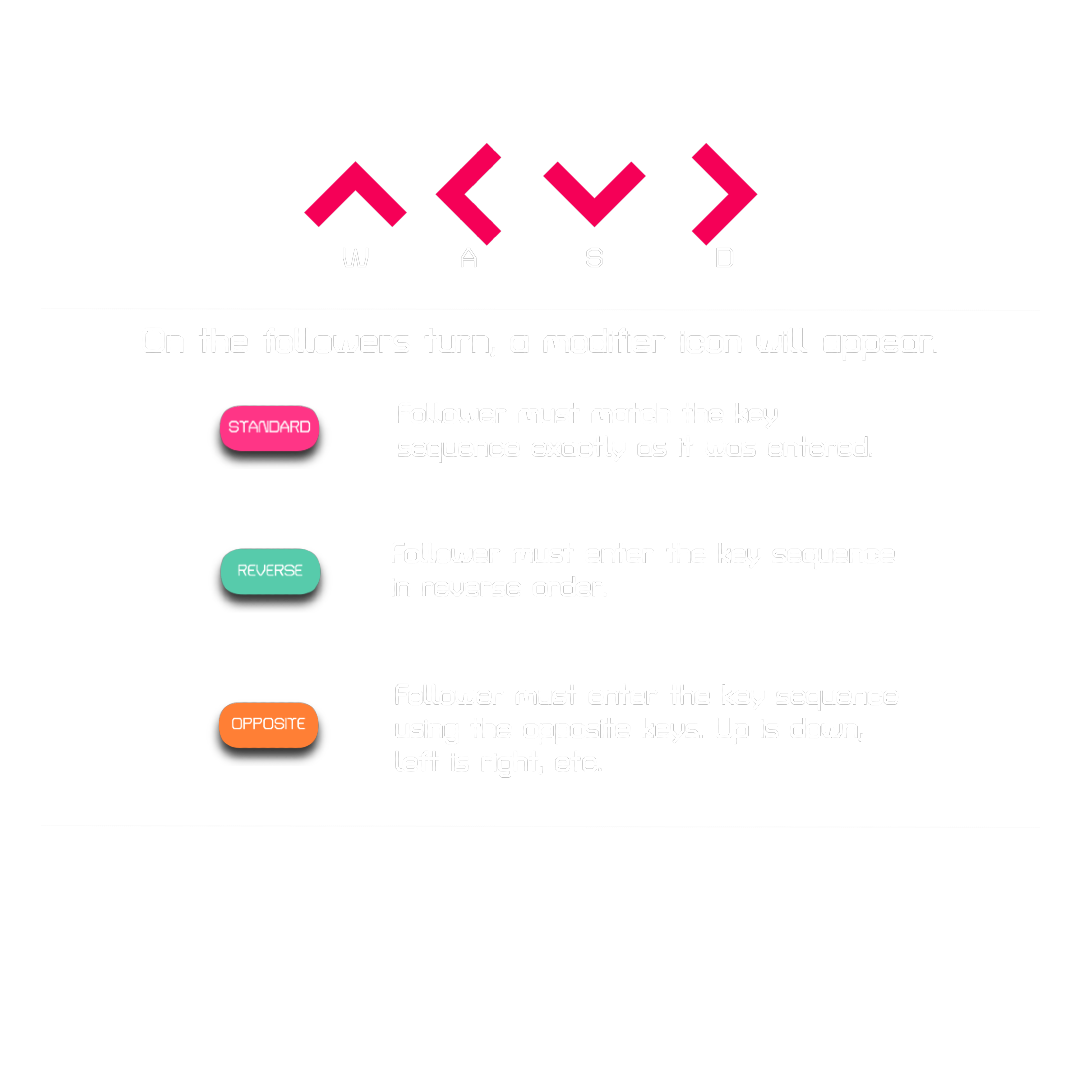 W A S D
On the followers turn, a modifier icon will appear.
STANDARD
Follower must match the key
sequence exactly as it was entered.
REVERSE
Follower must enter the key sequence
in reverse order.
OPPOSITE
Follower must enter the key sequence
using the opposite keys. Up is down,
left is right, etc.